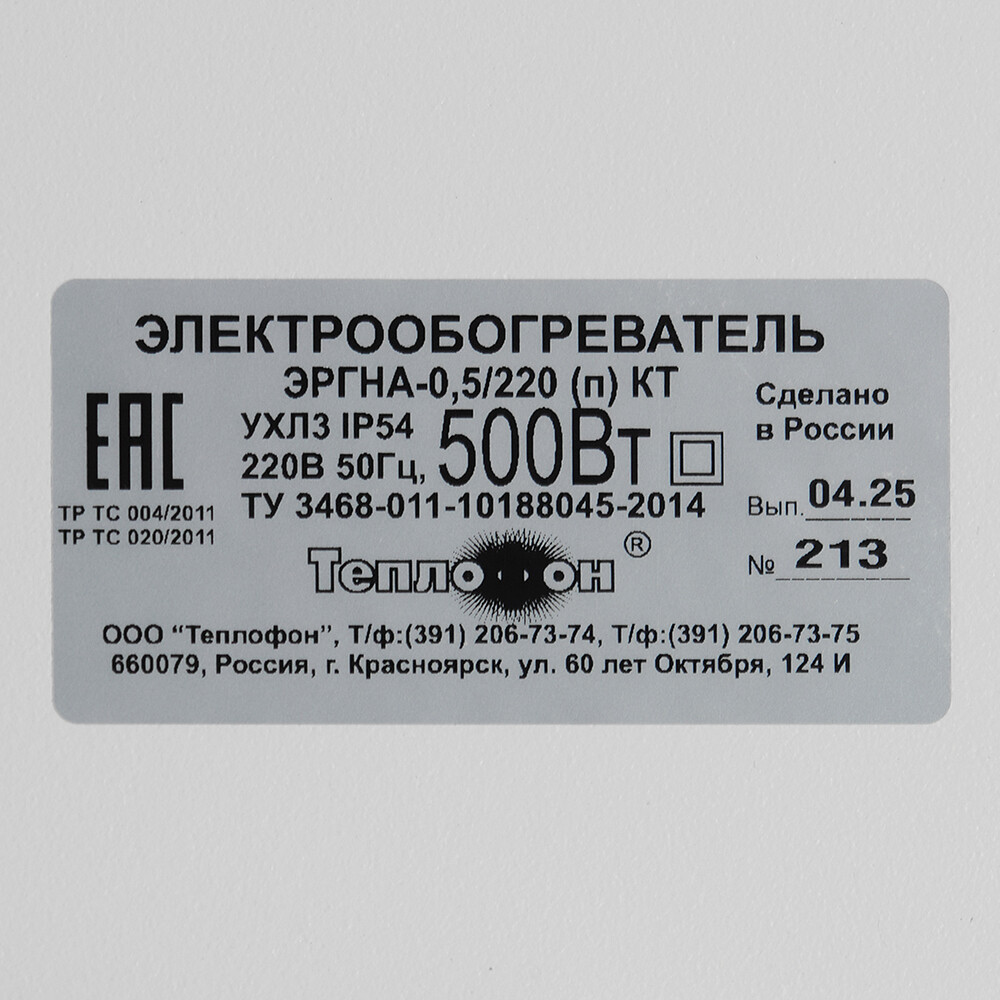 ЭЛЕКТРООБОГРЕВАТЕЛЬ
ЭРГНА-0,5/220 (п) КТ
EAC
ТР ТС 004/2011
ТР ТС 020/2011
УХЛ3 IP54
220В 50Гц, 500Вт
ТУ 3468-011-10188045-2014
Сделано
в России
Вып. 04.25
№ 213
Теплофон ®
ООО “Теплофон”, Т/ф:(391) 206-73-74, Т/ф:(391) 206-73-75
660079, Россия, г. Красноярск, ул. 60 лет Октября, 124 И